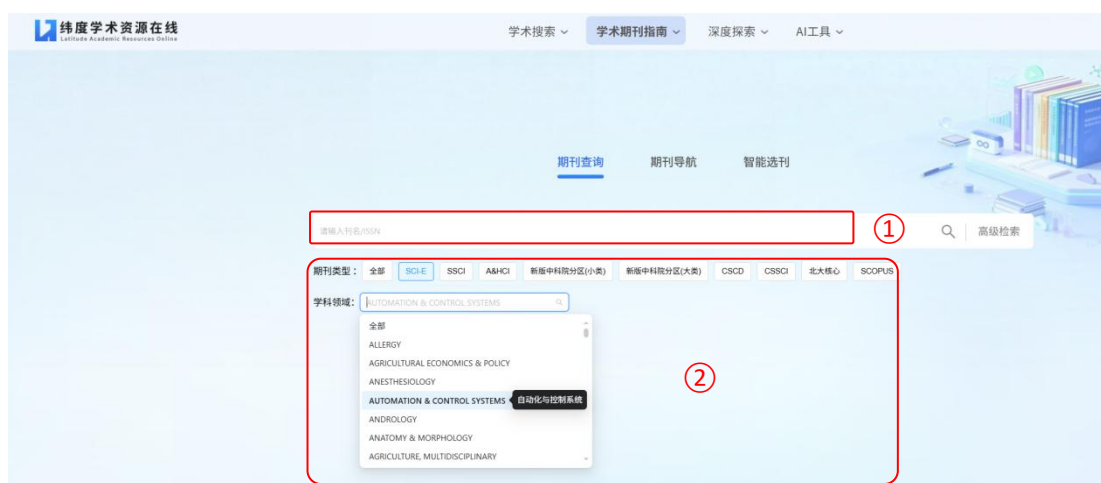 纬度学术资源在线
Latitude Academic Resources Online
学术搜索 学术期刊指南 深度探索 AI工具
期刊查询 期刊导航 智能选刊
请输入刊名/ISSN ① 高级检索
期刊类型: 全部 SCI-E SSCI A&HCI 新版中科院分区(小类) 新版中科院分区(大类) CSCD CSSCI 北大核心 SCOPUS
学科领域: AUTOMATION & CONTROL SYSTEMS
全部
ALLERGY
AGRICULTURAL ECONOMICS & POLICY
ANESTHESIOLOGY
②
AUTOMATION & CONTROL SYSTEMS 自动化与控制系统
ANDROLOGY
ANATOMY & MORPHOLOGY
AGRICULTURE, MULTIDISCIPLINARY